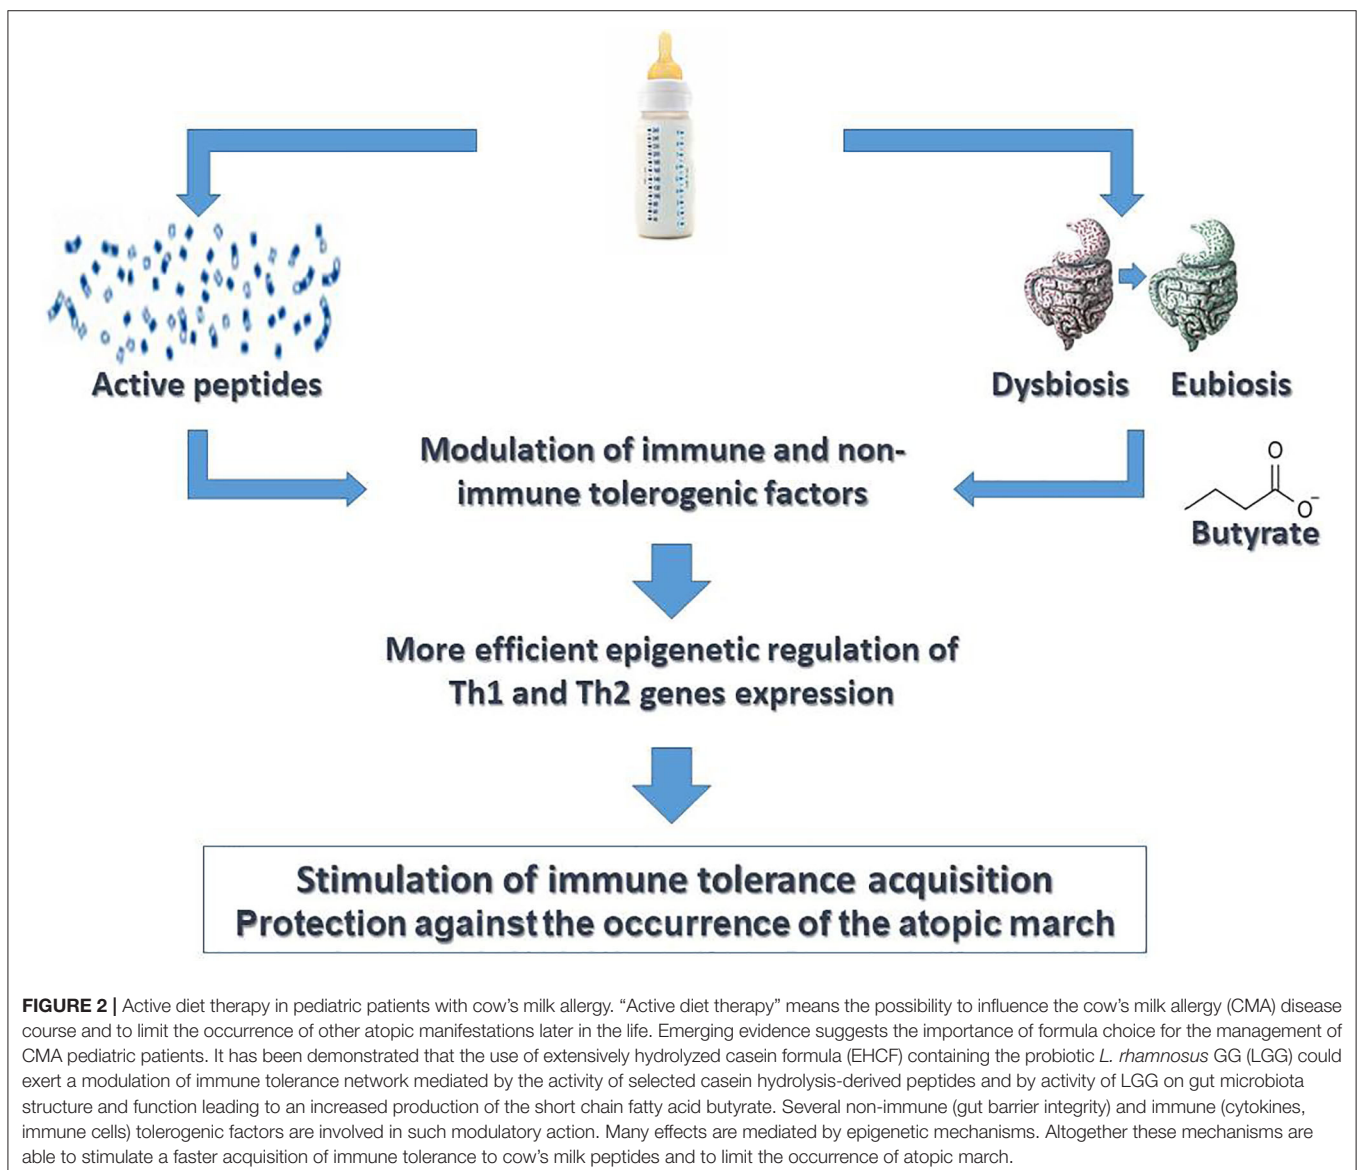 Active peptides
Dysbiosis
Eubiosis
Modulation of immune and non-
immune tolerogenic factors
O
O⁻
Butyrate
More efficient epigenetic regulation of
Th1 and Th2 genes expression
Stimulation of immune tolerance acquisition
Protection against the occurrence of the atopic march
FIGURE 2 | Active diet therapy in pediatric patients with cow’s milk allergy. “Active diet therapy” means the possibility to influence the cow’s milk allergy (CMA) disease
course and to limit the occurrence of other atopic manifestations later in the life. Emerging evidence suggests the importance of formula choice for the management of
CMA pediatric patients. It has been demonstrated that the use of extensively hydrolyzed casein formula (EHCF) containing the probiotic L. rhamnosus GG (LGG) could
exert a modulation of immune tolerance network mediated by the activity of selected casein hydrolysis-derived peptides and by activity of LGG on gut microbiota
structure and function leading to an increased production of the short chain fatty acid butyrate. Several non-immune (gut barrier integrity) and immune (cytokines,
immune cells) tolerogenic factors are involved in such modulatory action. Many effects are mediated by epigenetic mechanisms. Altogether these mechanisms are
able to stimulate a faster acquisition of immune tolerance to cow’s milk peptides and to limit the occurrence of atopic march.